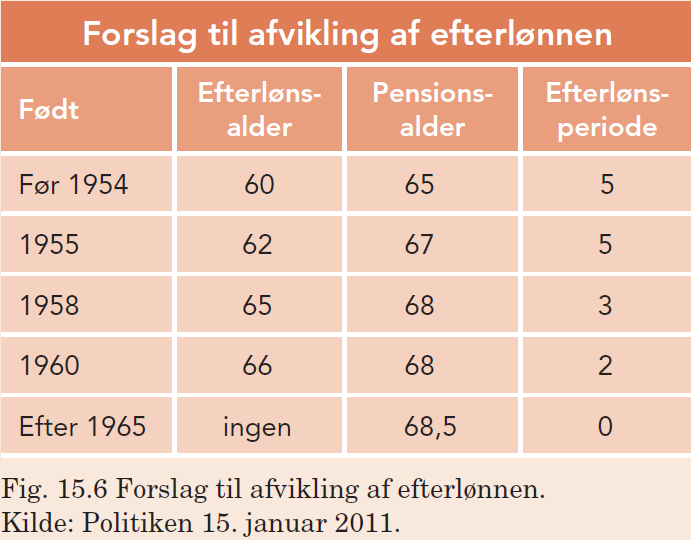 Forslag til afvikling af efterlønnen
Født Efterløns-alder Pensions-alder Efterløns-periode
Før 1954 60 65 5
1955 62 67 5
1958 65 68 3
1960 66 68 2
Efter 1965 ingen 68,5 0
Fig. 15.6 Forslag til afvikling af efterlønnen.
Kilde: Politiken 15. januar 2011.